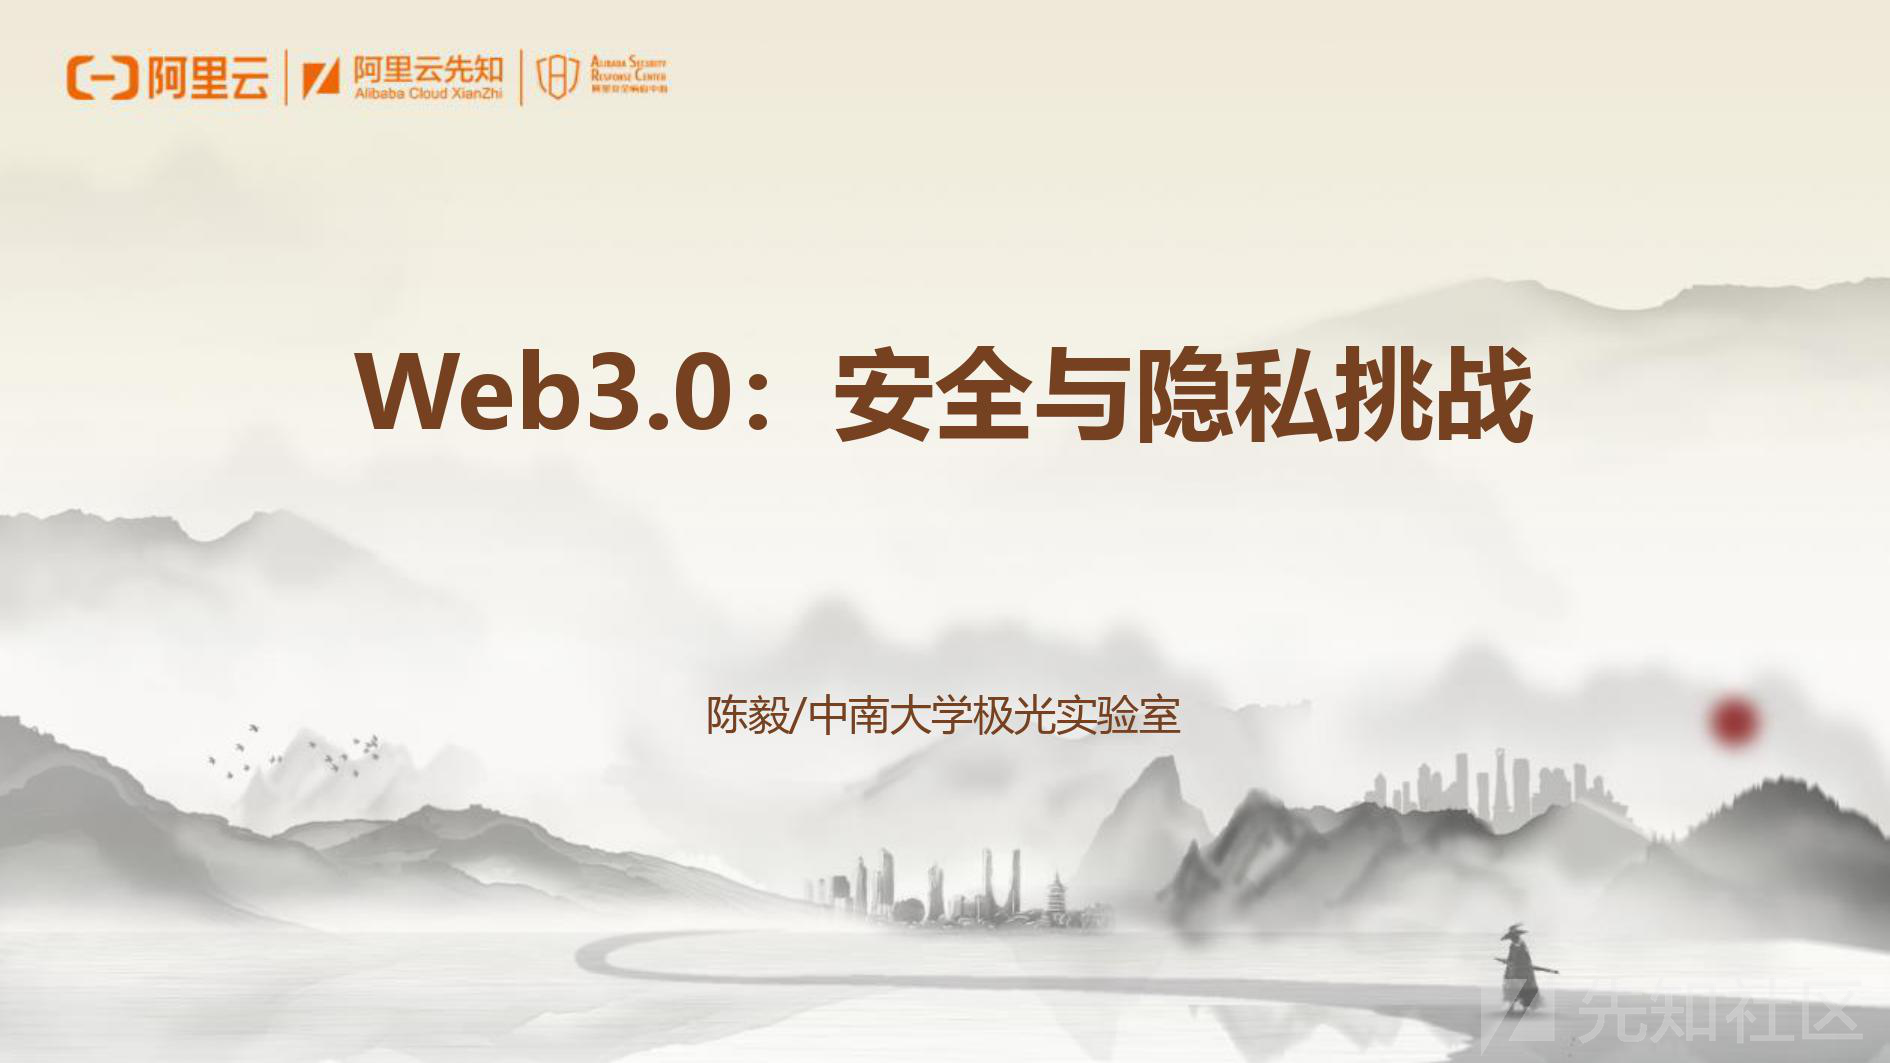 阿里云
阿里云先知
Alibaba Cloud XianZhi
ALIBABA SECURITY
RESPONSE CENTER
阿里安全响应中心
Web3.0：安全与隐私挑战
陈毅/中南大学极光实验室
先知社区